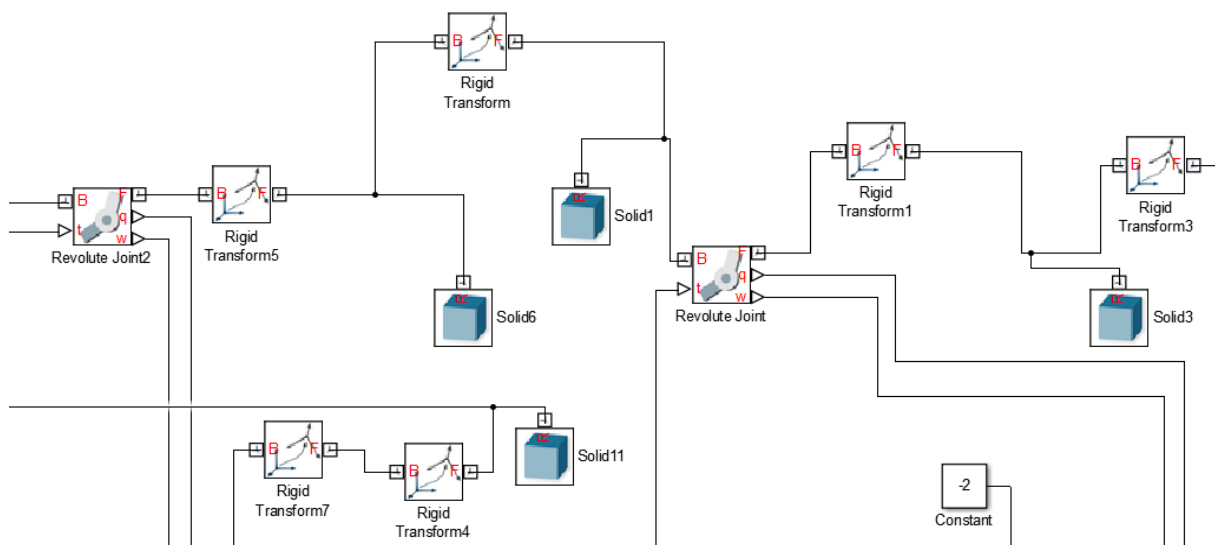 B F
Rigid
Transform
B F
Rigid
Transform1
B F
Rigid
Transform3
B F
t q
w
Revolute Joint2
B F
Rigid
Transform5
R
Solid1
B F
t q
w
Revolute Joint
R
Solid6
R
Solid3
B F
Rigid
Transform7
B F
Rigid
Transform4
R
Solid11
-2
Constant